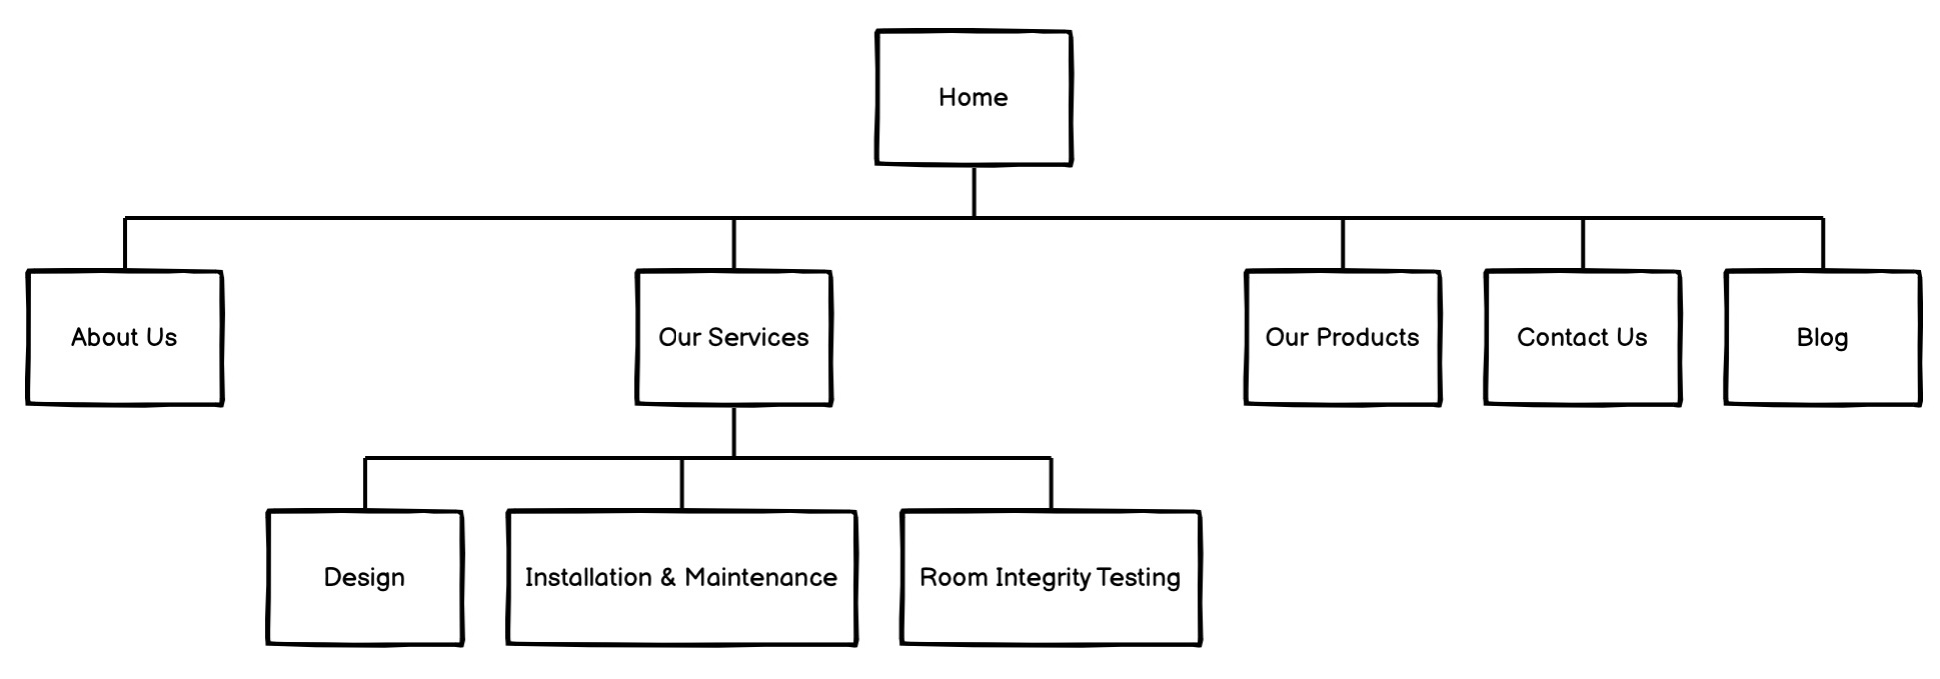 Home
About Us
Our Services
Our Products
Contact Us
Blog
Design
Installation & Maintenance
Room Integrity Testing